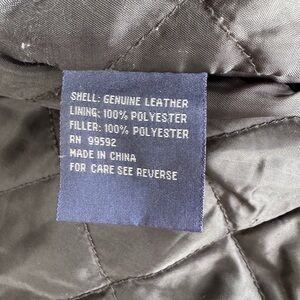 SHELL: GENUINE LEATHER
LINING: 100% POLYESTER
FILLER: 100% POLYESTER
RN 99592
MADE IN CHINA
FOR CARE SEE REVERSE